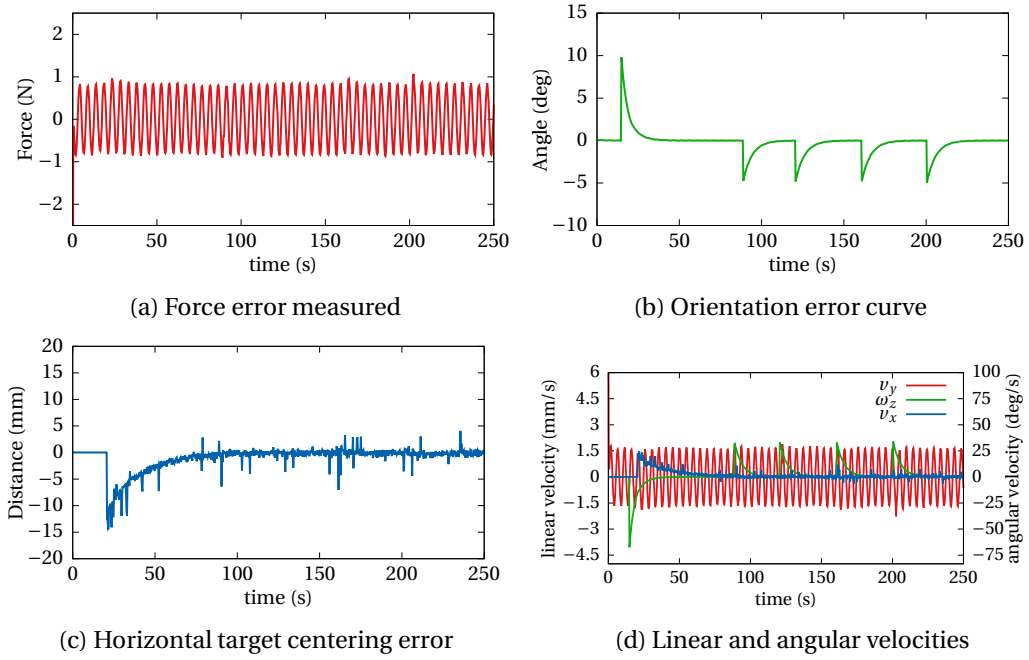 Force (N)
2
1
0
−1
−2
0 50 100 150 200 250
time (s)
(a) Force error measured
Angle (deg)
15
10
5
0
−5
−10
0 50 100 150 200 250
time (s)
(b) Orientation error curve
Distance (mm)
20
15
10
5
0
−5
−10
−15
−20
0 50 100 150 200 250
time (s)
(c) Horizontal target centering error
linear velocity (mm/s)
6
4.5
3
1.5
0
−1.5
−3
−4.5
v_y
ω_z
v_x
100
75
50
25
0
−25
−50
−75
angular velocity (deg/s)
0 50 100 150 200 250
time (s)
(d) Linear and angular velocities